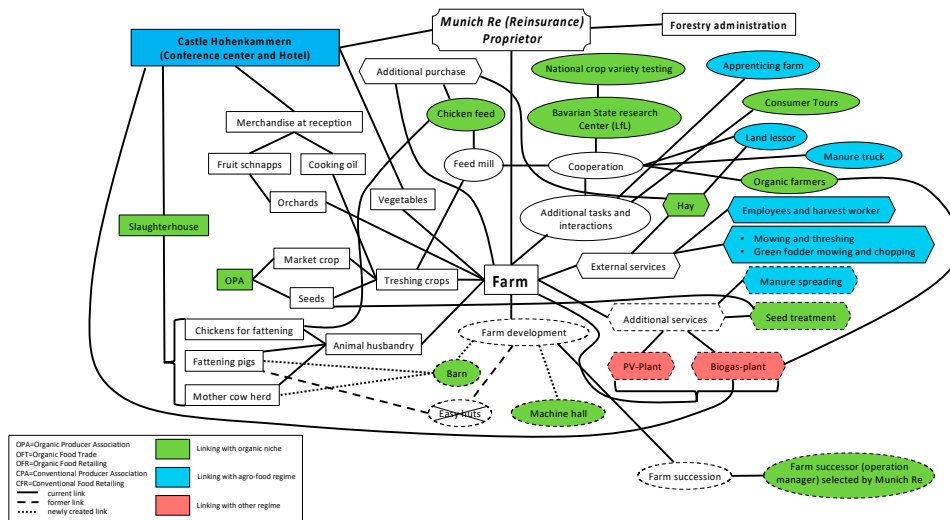 Munich Re (Reinsurance)
Proprietor
Forestry administration
Castle Hohenkammern
(Conference center and Hotel)
Additional purchase
National crop variety testing
Apprenticing farm
Chicken feed
Bavarian State research
Center (LfL)
Consumer Tours
Merchandise at reception
Land lessor
Fruit schnapps
Cooking oil
Feed mill
Cooperation
Manure truck
Organic farmers
Orchards
Vegetables
Hay
Additional tasks and
interactions
Employees and harvest worker
Slaughterhouse
• Mowing and threshing
• Green fodder mowing and chopping
Market crop
External services
OPA
Treshing crops
Farm
Manure spreading
Seeds
Additional services
Seed treatment
Chickens for fattening
Farm development
Animal husbandry
Fattening pigs
Barn
PV-Plant
Biogas-plant
Mother cow herd
Easy huts
Machine hall
OPA=Organic Producer Association
OFT=Organic Food Trade
OFR=Organic Food Retailing
CPA=Conventional Producer Association
CFR=Conventional Food Retailing
current link
former link
newly created link
Linking with organic niche
Linking with agro-food regime
Linking with other regime
Farm succession
Farm successor (operation
manager) selected by Munich Re